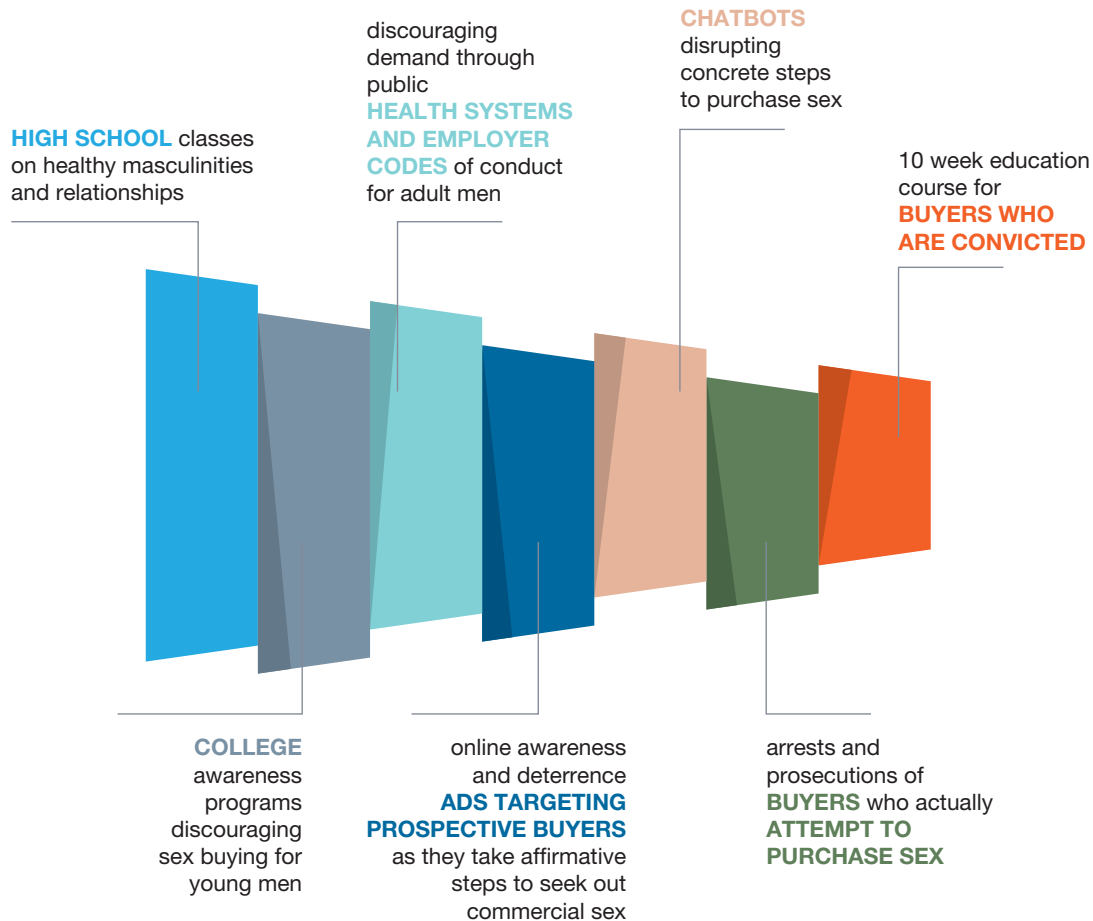 HIGH SCHOOL classes
on healthy masculinities
and relationships
discouraging
demand through
public
HEALTH SYSTEMS
AND EMPLOYER
CODES of conduct
for adult men
CHATBOTS
disrupting
concrete steps
to purchase sex
10 week education
course for
BUYERS WHO
ARE CONVICTED
COLLEGE
awareness
programs
discouraging
sex buying for
young men
online awareness
and deterrence
ADS TARGETING
PROSPECTIVE BUYERS
as they take affirmative
steps to seek out
commercial sex
arrests and
prosecutions of
BUYERS who actually
ATTEMPT TO
PURCHASE SEX